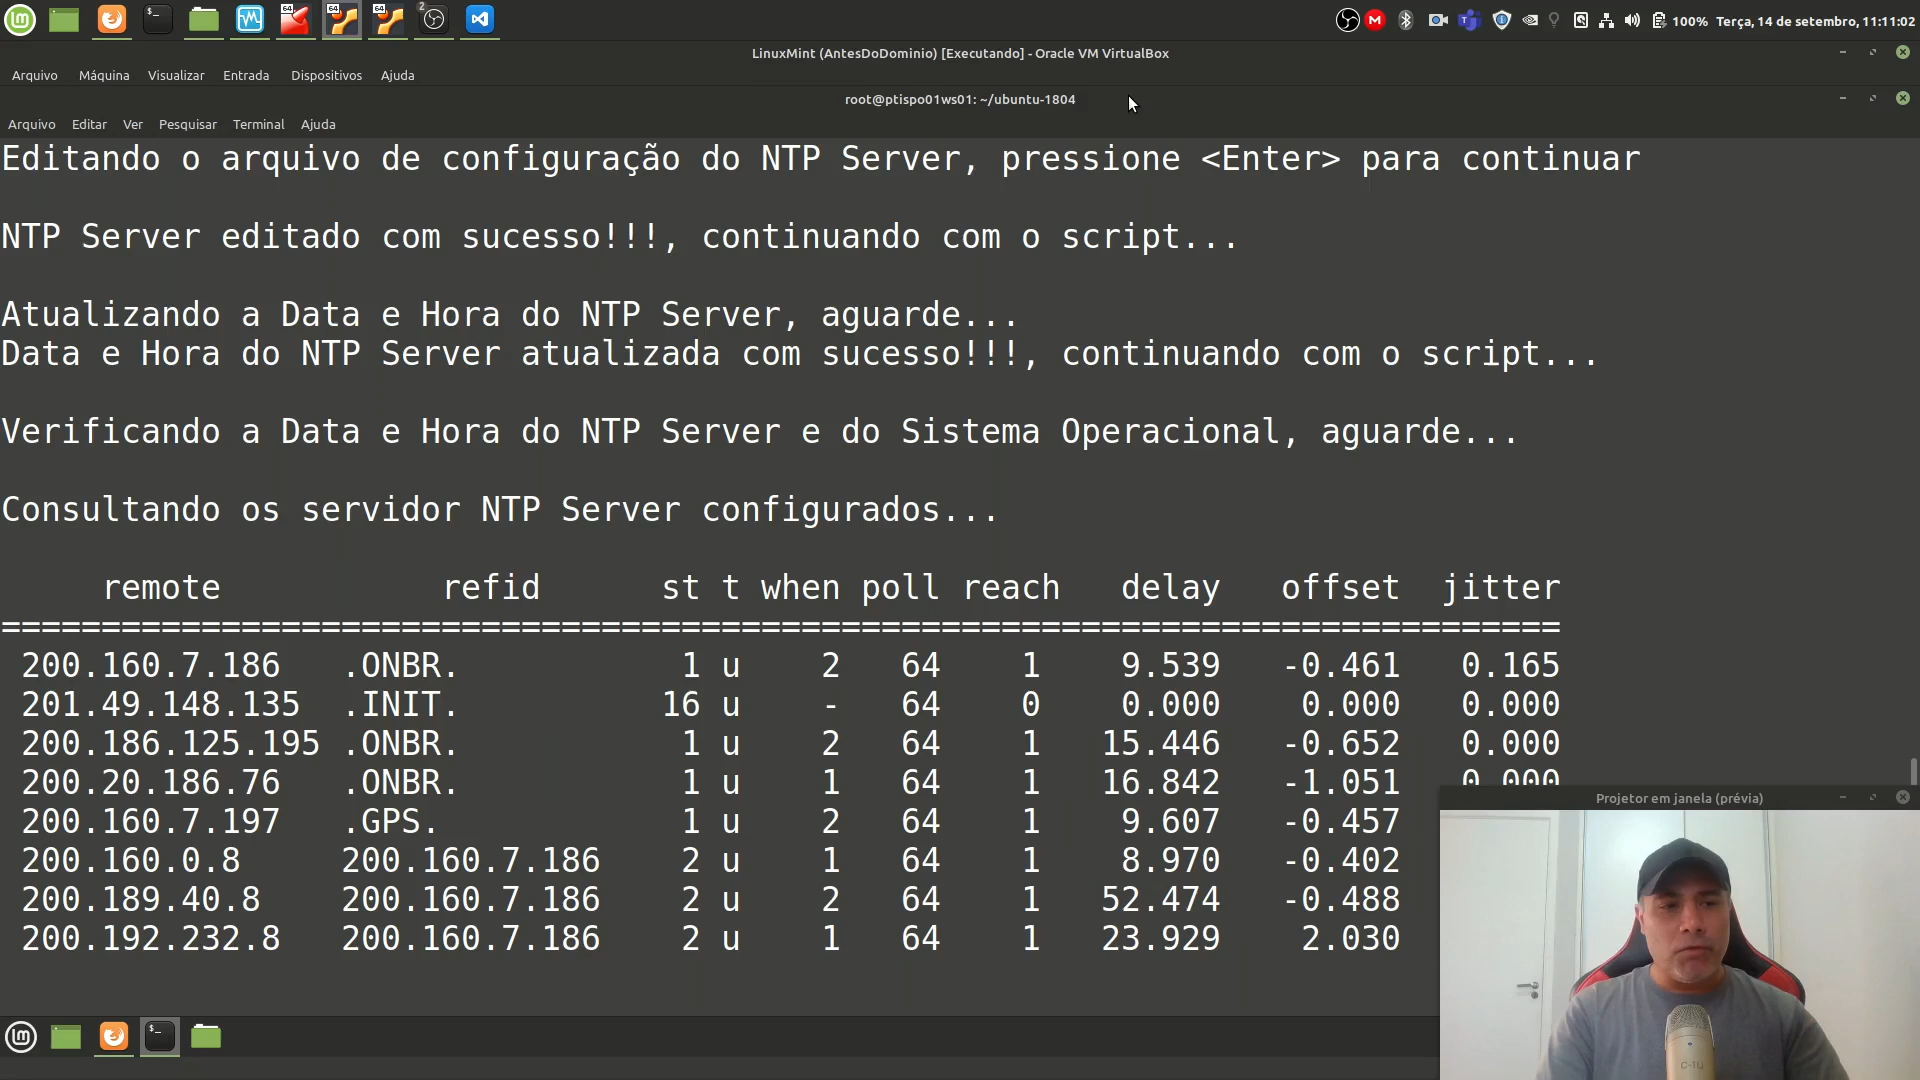 100% Terça, 14 de setembro, 11:11:02
LinuxMint (AntesDoDominio) [Executando] - Oracle VM VirtualBox
Arquivo Máquina Visualizar Entrada Dispositivos Ajuda
root@ptispo01ws01: ~/ubuntu-1804
Arquivo Editar Ver Pesquisar Terminal Ajuda
Editando o arquivo de configuração do NTP Server, pressione <Enter> para continuar
NTP Server editado com sucesso!!!, continuando com o script...
Atualizando a Data e Hora do NTP Server, aguarde...
Data e Hora do NTP Server atualizada com sucesso!!!, continuando com o script...
Verificando a Data e Hora do NTP Server e do Sistema Operacional, aguarde...
Consultando os servidor NTP Server configurados...
remote refid st t when poll reach delay offset jitter
==============================================================================
200.160.7.186 .ONBR. 1 u 2 64 1 9.539 -0.461 0.165
201.49.148.135 .INIT. 16 u - 64 0 0.000 0.000 0.000
200.186.125.195 .ONBR. 1 u 2 64 1 15.446 -0.652 0.000
200.20.186.76 .ONBR. 1 u 1 64 1 16.842 -1.051 0.000
200.160.7.197 .GPS. 1 u 2 64 1 9.607 -0.457
200.160.0.8 200.160.7.186 2 u 1 64 1 8.970 -0.402
200.189.40.8 200.160.7.186 2 u 2 64 1 52.474 -0.488
200.192.232.8 200.160.7.186 2 u 1 64 1 23.929 2.030
Projetor em janela (prévia)